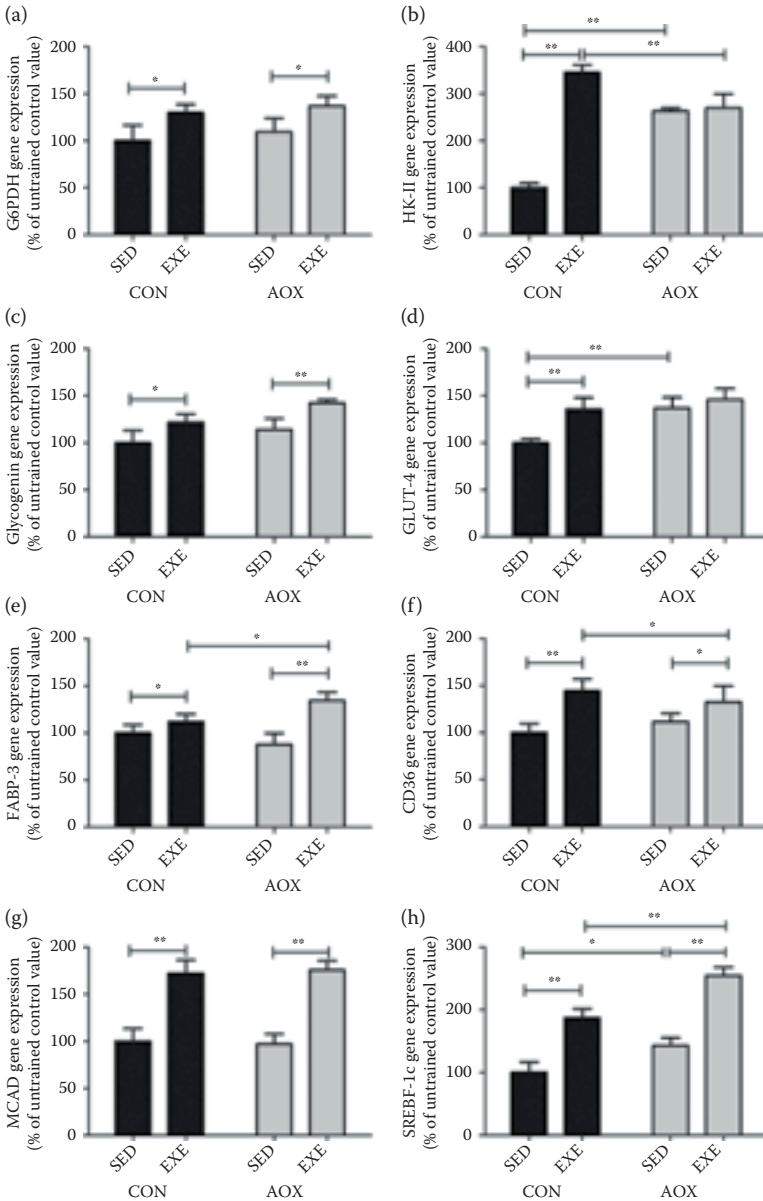 (a)
G6PDH gene expression
(% of untrained control value)
200
150
100
50
0
*
*
SED
EXE
SED
EXE
CON
AOX
(b)
HK-II gene expression
(% of untrained control value)
400
300
200
100
0
**
**
**
SED
EXE
SED
EXE
CON
AOX
(c)
Glycogenin gene expression
(% of untrained control value)
200
150
100
50
0
*
**
SED
EXE
SED
EXE
CON
AOX
(d)
GLUT-4 gene expression
(% of untrained control value)
200
150
100
50
0
**
**
SED
EXE
SED
EXE
CON
AOX
(e)
FABP-3 gene expression
(% of untrained control value)
200
150
100
50
0
*
*
**
SED
EXE
SED
EXE
CON
AOX
(f)
CD36 gene expression
(% of untrained control value)
200
150
100
50
0
*
**
*
SED
EXE
SED
EXE
CON
AOX
(g)
MCAD gene expression
(% of untrained control value)
200
150
100
50
0
**
**
SED
EXE
SED
EXE
CON
AOX
(h)
SREBF-1c gene expression
(% of untrained control value)
300
200
100
0
**
*
**
**
SED
EXE
SED
EXE
CON
AOX